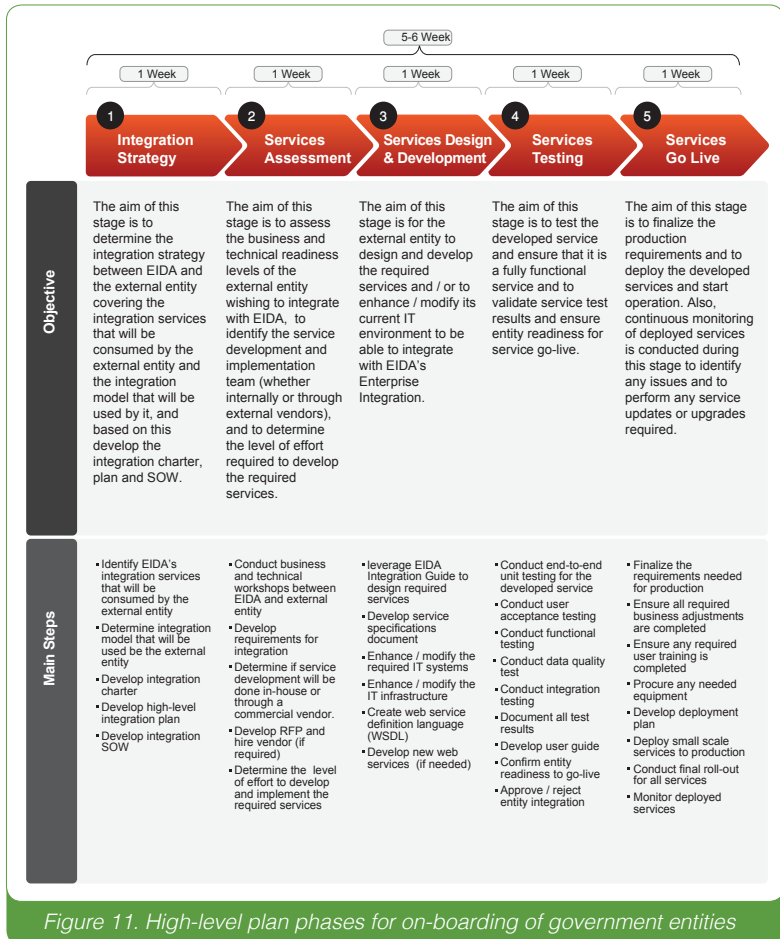 5-6 Week
1 Week
1 Week
1 Week
1 Week
1 Week
1
Integration
Strategy
2
Services
Assessment
3
Services Design
& Development
4
Services
Testing
5
Services
Go Live
Objective
The aim of this
stage is to
determine the
integration strategy
between EIDA and
the external entity
covering the
integration services
that will be
consumed by the
external entity and
the integration
model that will be
used by it, and
based on this
develop the
integration charter,
plan and SOW.
The aim of this
stage is to assess
the business and
technical readiness
levels of the
external entity
wishing to integrate
with EIDA, to
identify the service
development and
implementation
team (whether
internally or through
external vendors),
and to determine
the level of effort
required to develop
the required
services.
The aim of this
stage is for the
external entity to
design and develop
the required
services and / or to
enhance / modify its
current IT
environment to be
able to integrate
with EIDA's
Enterprise
Integration.
The aim of this
stage is to test the
developed service
and ensure that it is
a fully functional
service and to
validate service test
results and ensure
entity readiness for
service go-live.
The aim of this stage
is to finalize the
production
requirements and to
deploy the developed
services and start
operation. Also,
continuous monitoring
of deployed services
is conducted during
this stage to identify
any issues and to
perform any service
updates or upgrades
required.
Main Steps
▪ Identify EIDA's
integration services
that will be
consumed by the
external entity
▪ Determine integration
model that will be
used be the external
entity
▪ Develop integration
charter
▪ Develop high-level
integration plan
▪ Develop integration
SOW
▪ Conduct business
and technical
workshops between
EIDA and external
entity
▪ Develop
requirements for
integration
▪ Determine if service
development will be
done in-house or
through a
commercial vendor.
▪ Develop RFP and
hire vendor (if
required)
▪ Determine the level
of effort to develop
and implement the
required services
▪ leverage EIDA
Integration Guide to
design required
services
▪ Develop service
specifications
document
▪ Enhance / modify the
required IT systems
▪ Enhance / modify the
IT infrastructure
▪ Create web service
definition language
(WSDL)
▪ Develop new web
services (if needed)
▪ Conduct end-to-end
unit testing for the
developed service
▪ Conduct user
acceptance testing
▪ Conduct functional
testing
▪ Conduct data quality
test
▪ Conduct integration
testing
▪ Document all test
results
▪ Develop user guide
▪ Confirm entity
readiness to go-live
▪ Approve / reject
entity integration
▪ Finalize the
requirements needed
for production
▪ Ensure all required
business adjustments
are completed
▪ Ensure any required
user training is
completed
▪ Procure any needed
equipment
▪ Develop deployment
plan
▪ Deploy small scale
services to production
▪ Conduct final roll-out
for all services
▪ Monitor deployed
services
Figure 11. High-level plan phases for on-boarding of government entities